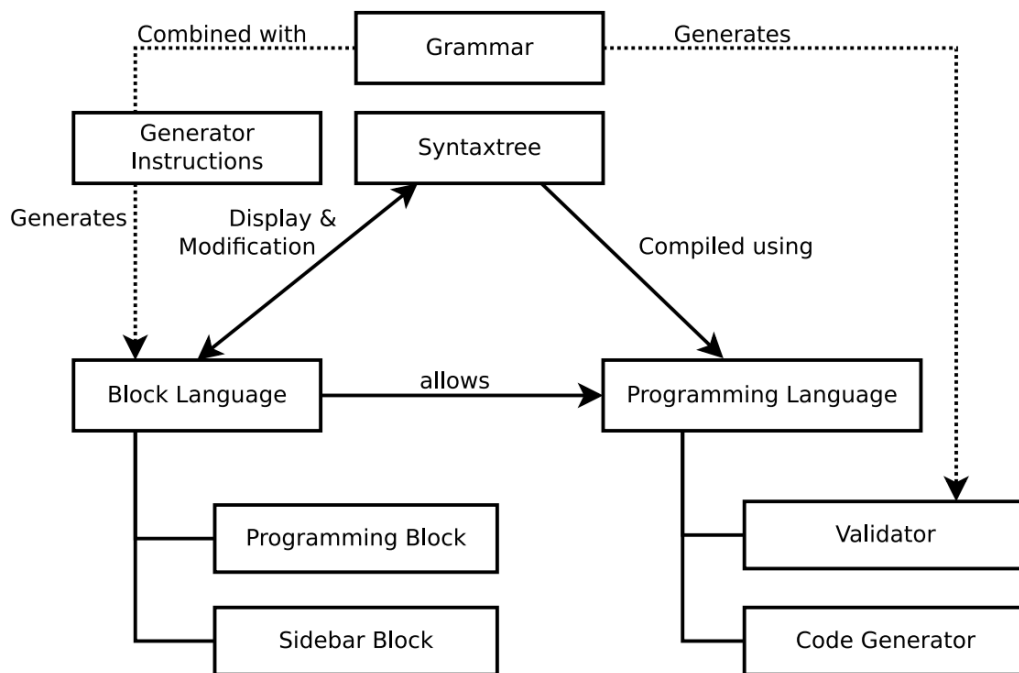 Combined with
Grammar
Generates
Generator
Instructions
Syntaxtree
Generates
Display &
Modification
Compiled using
Block Language
allows
Programming Language
Programming Block
Validator
Sidebar Block
Code Generator